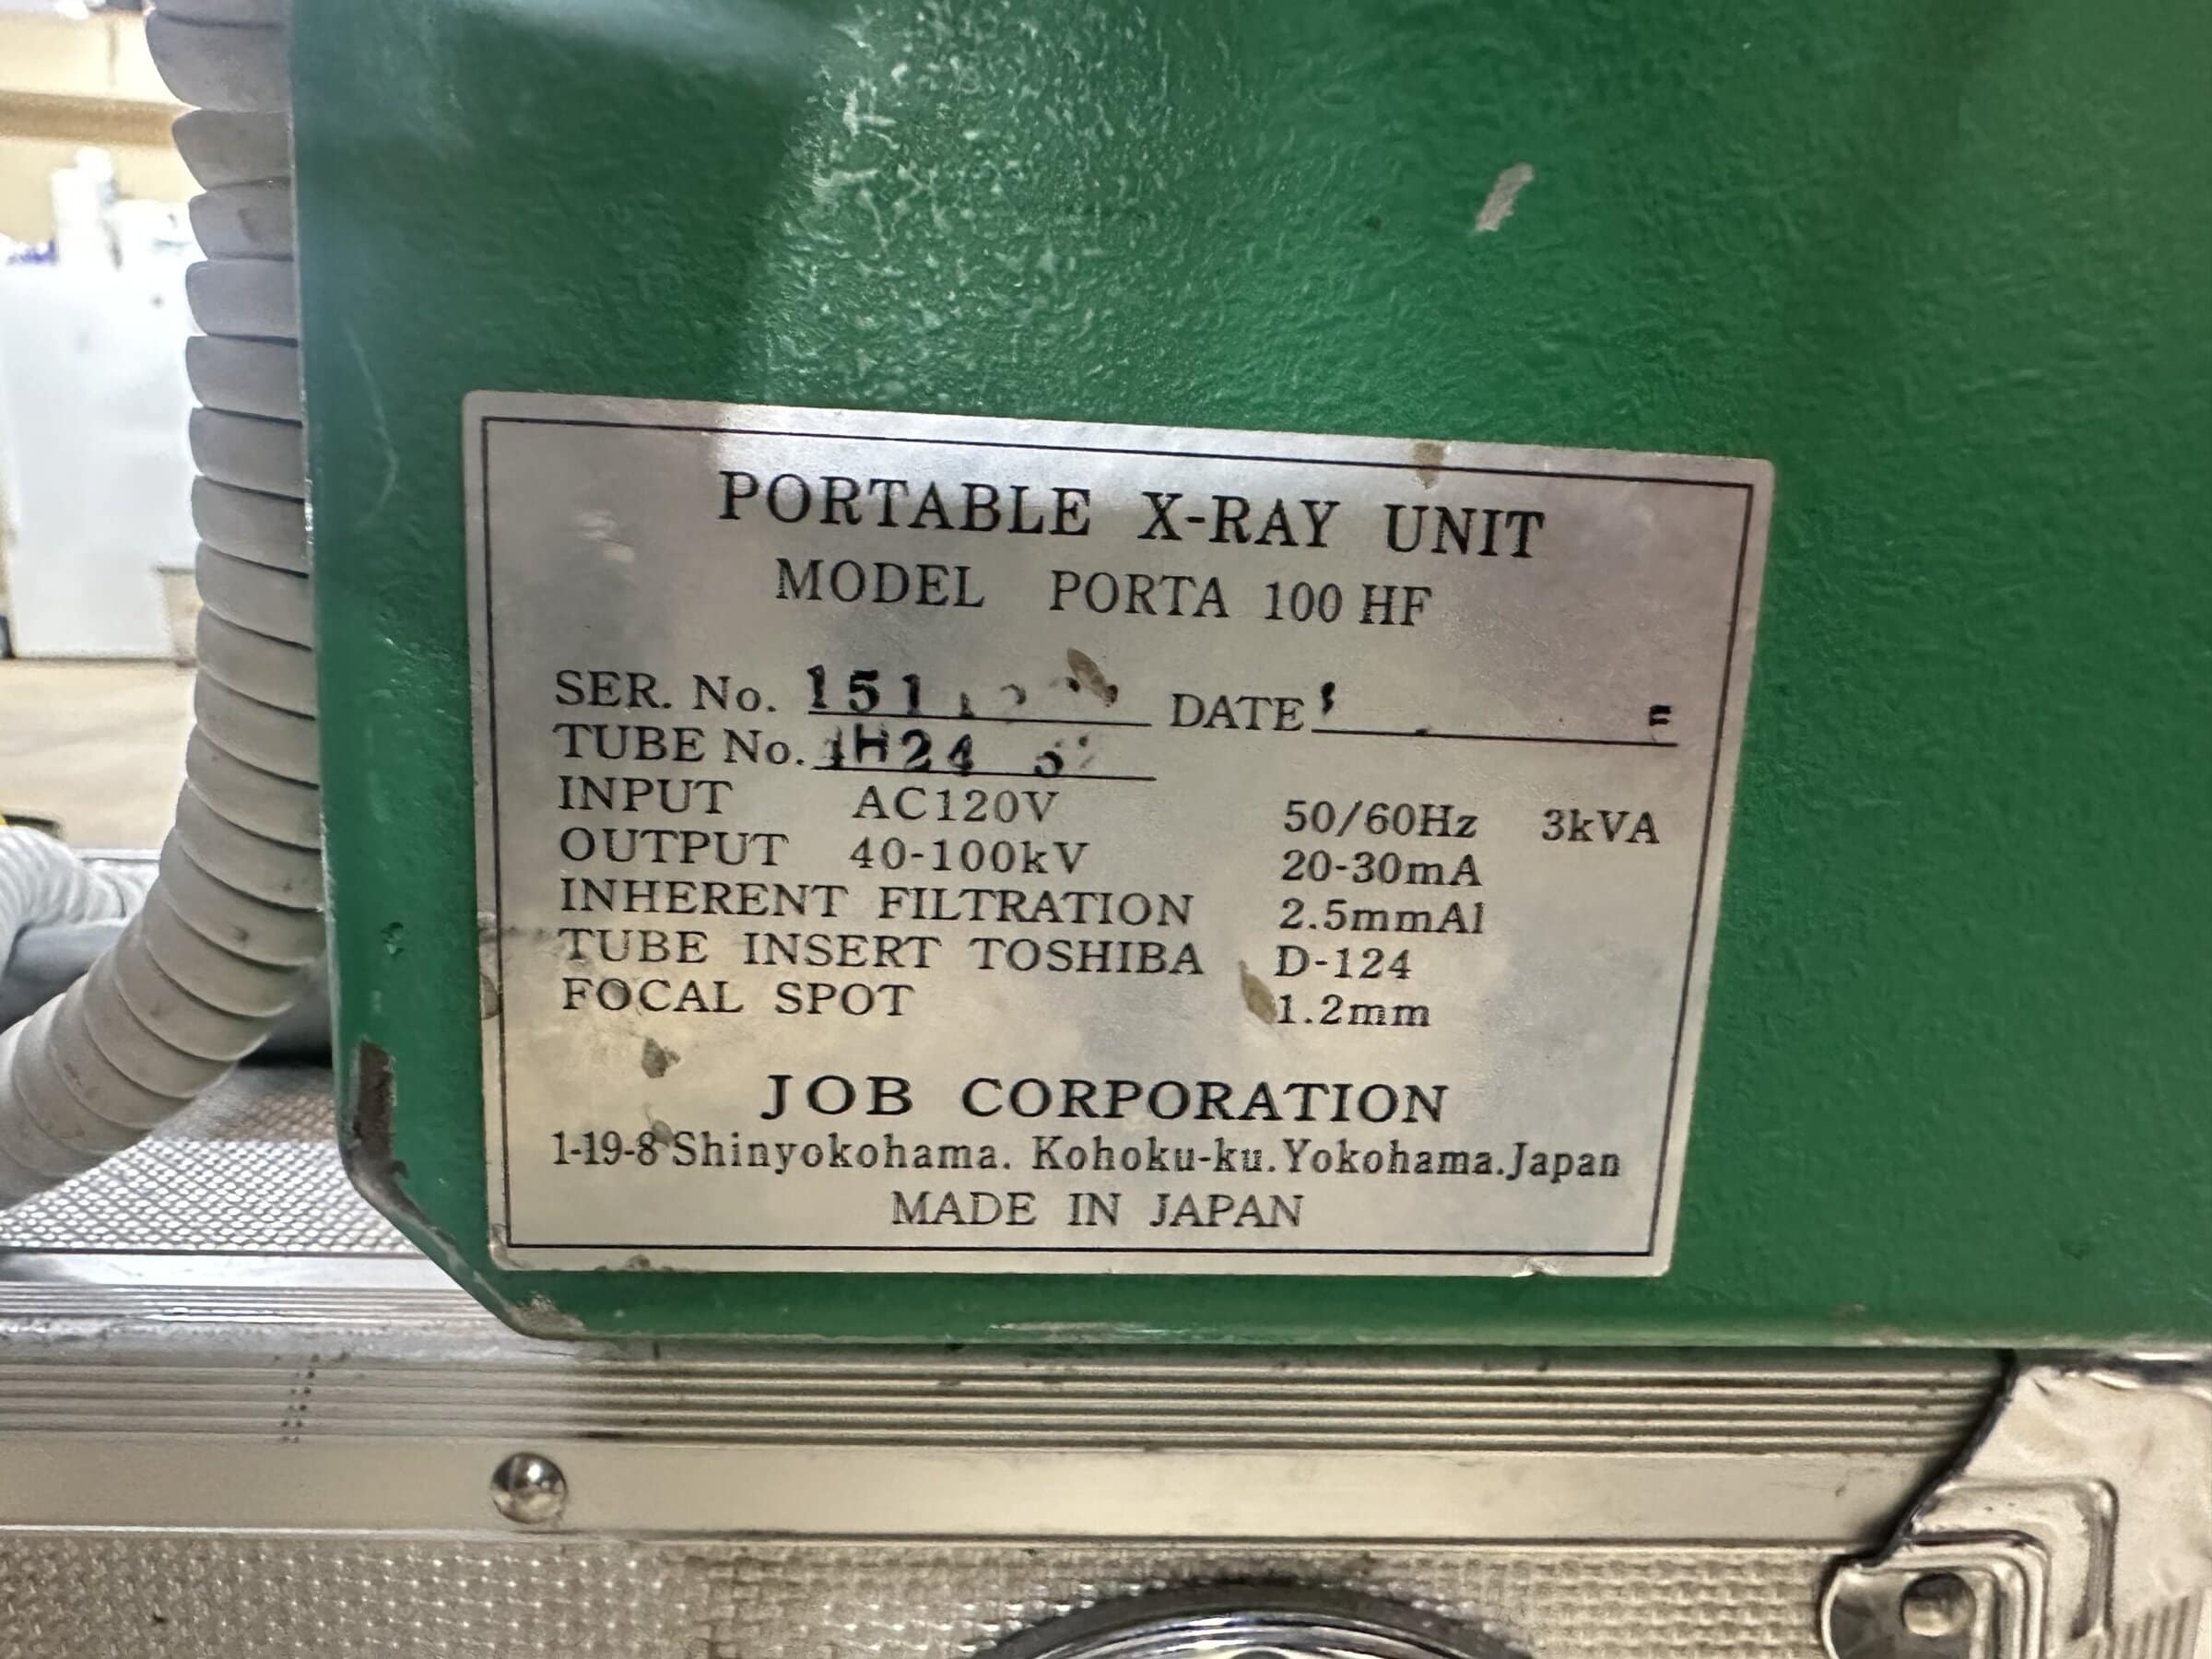 PORTABLE X-RAY UNIT
MODEL PORTA 100 HF
SER. No. 151 DATE
TUBE No.
INPUT AC120V 50/60Hz 3kVA
OUTPUT 40-100kV 20-30mA
INHERENT FILTRATION 2.5mmAl
TUBE INSERT TOSHIBA D-124
FOCAL SPOT 1.2mm
JOB CORPORATION
1-19-8 Shinyokohama. Kohoku-ku. Yokohama. Japan
MADE IN JAPAN